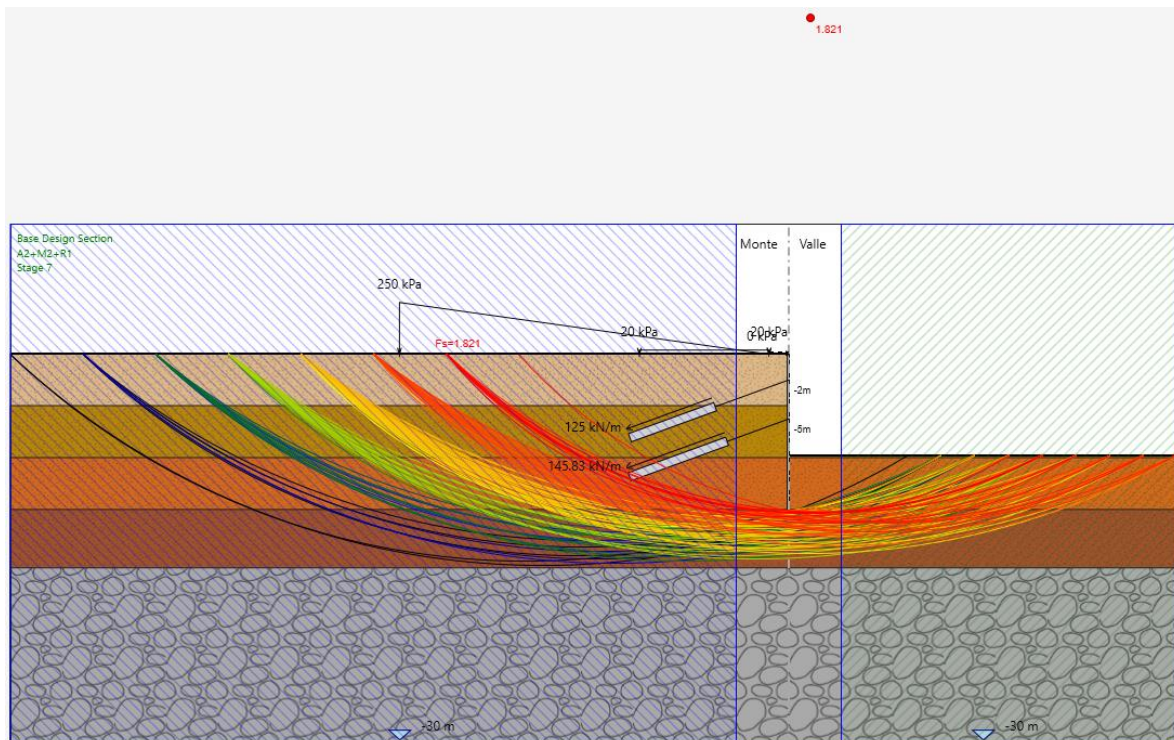 1.821
Base Design Section
A2+M2+R1
Stage 7
Monte
Valle
250 kPa
20 kPa
20 kPa
0 kPa
Fs=1.821
-2m
125 kN/m
-5m
145.83 kN/m
-30 m
-30 m